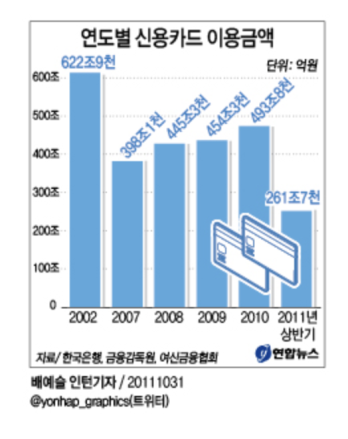 연도별 신용카드 이용금액
단위: 억원
622조9천
398조1천
445조3천
454조3천
493조8천
261조7천
600조
500조
400조
300조
200조
100조
0
2002 2007 2008 2009 2010 2011년
상반기
자료/ 한국은행, 금융감독원, 여신금융협회
연합뉴스
배예슬 인턴기자 / 20111031
@yonhap_graphics(트위터)